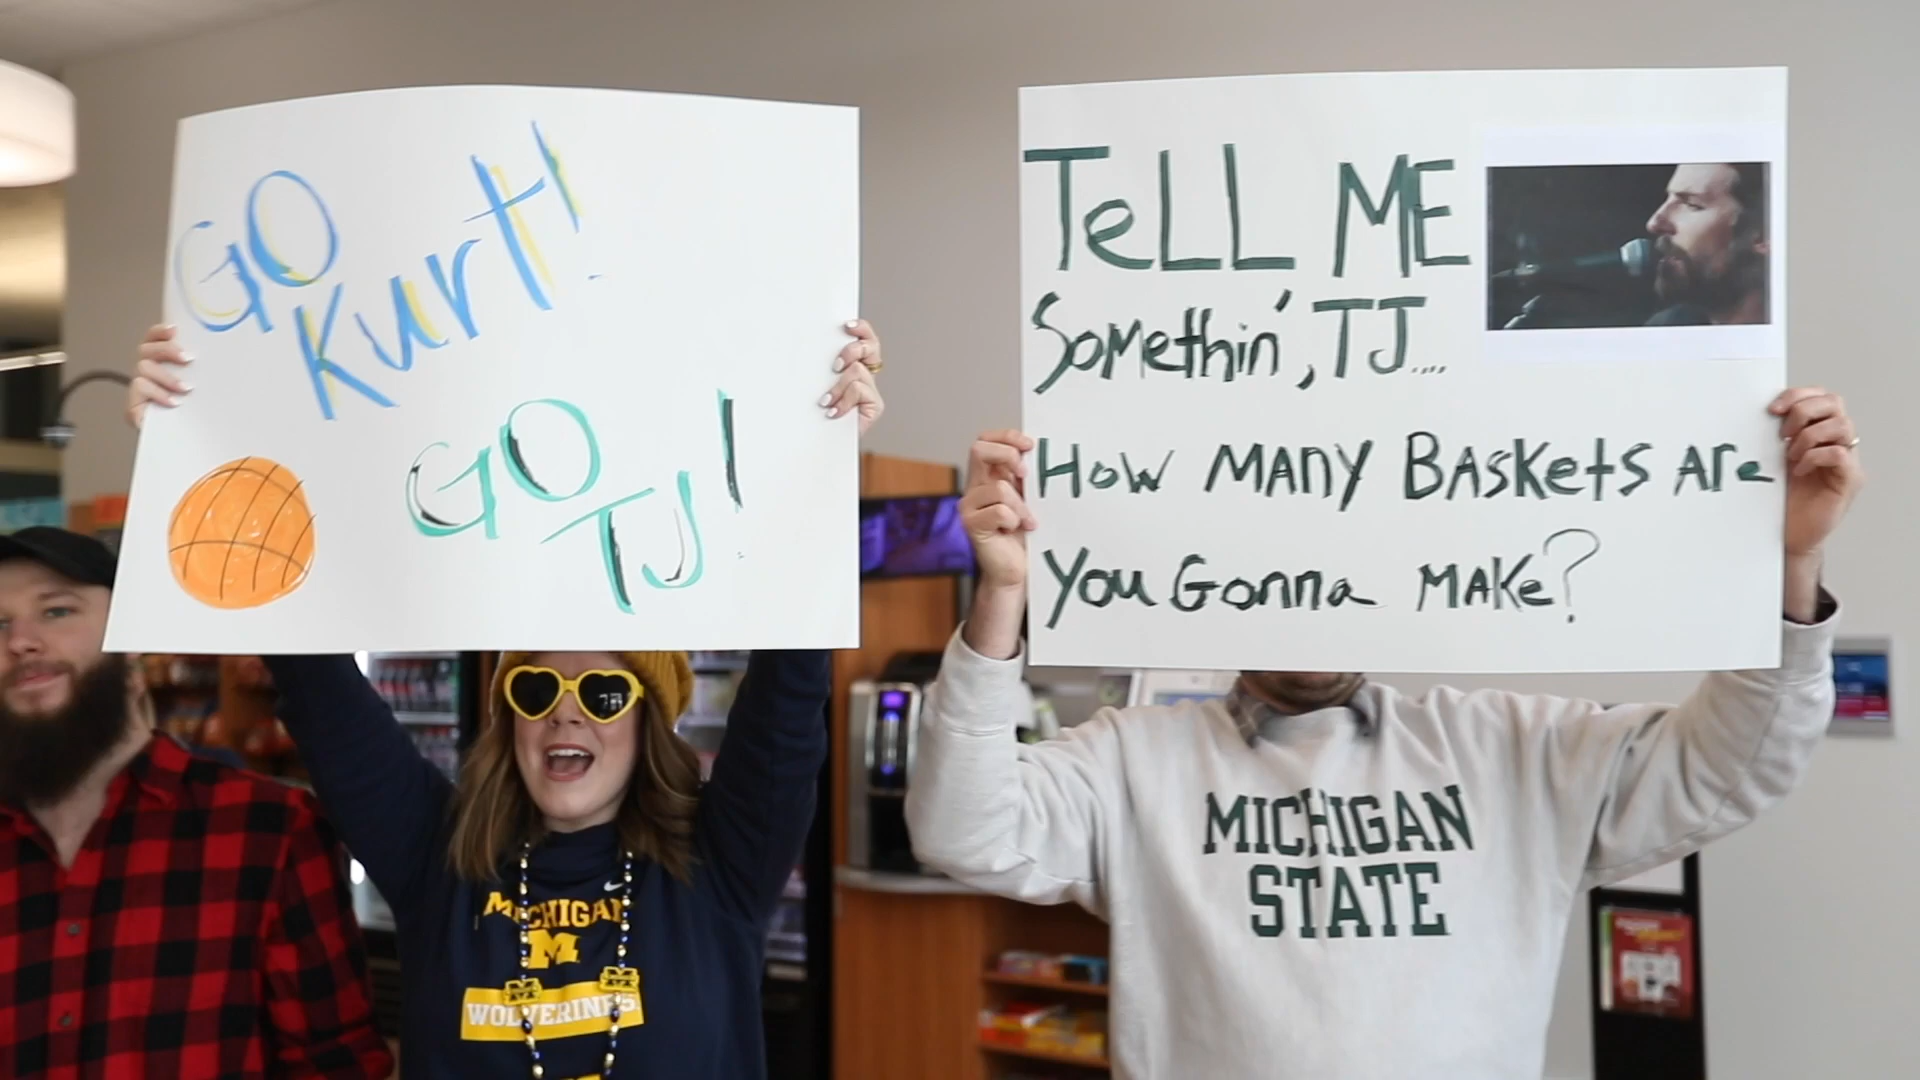 GO
Kurt!
GO
TJ!
TeLL ME
Somethin', TJ....
How MANy BASKetS Are
You Gonna MAKe?
MICHIGAN
M
WOLVERINES
MICHIGAN
STATE